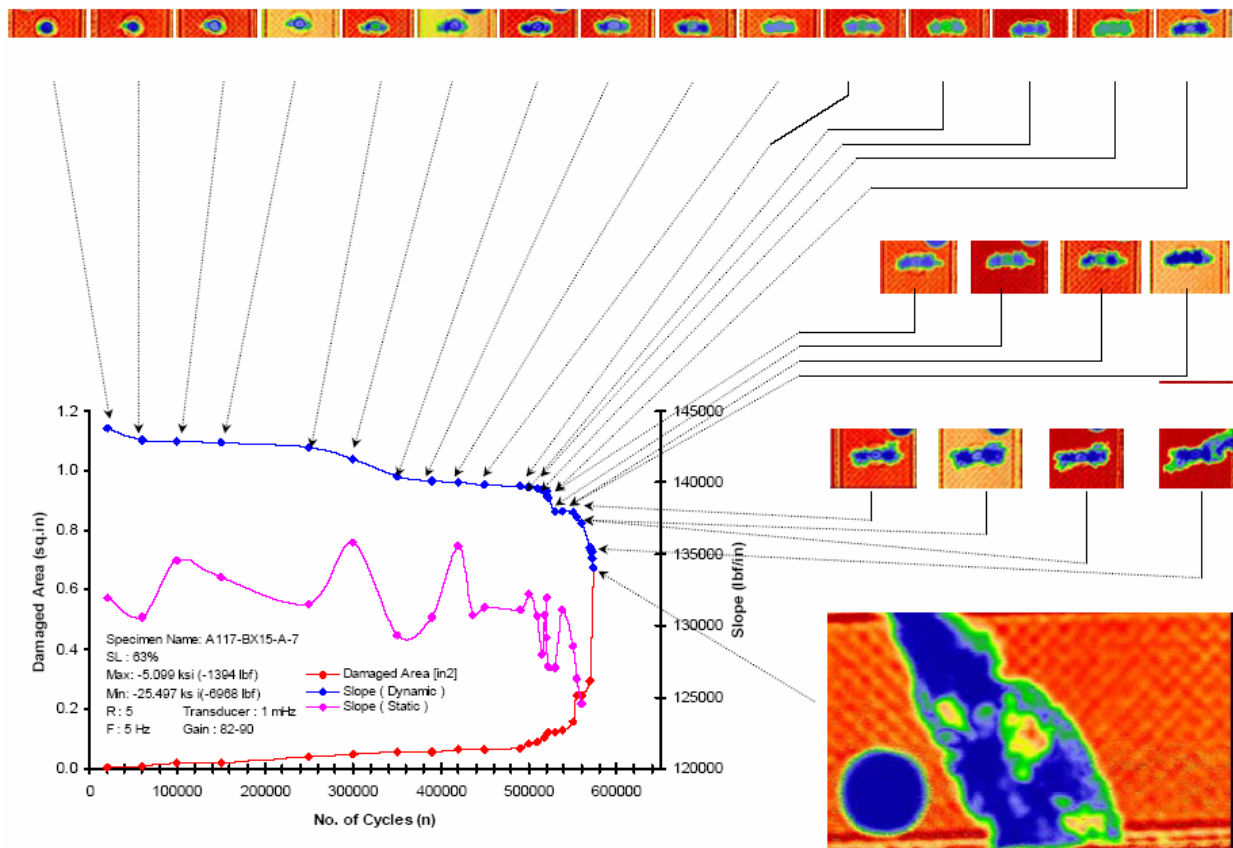 1.2
1.0
0.8
0.6
0.4
0.2
0.0
Damaged Area (sq.in)
145000
140000
135000
130000
125000
120000
Slope (lbf/in)
Specimen Name: A117-BX15-A-7
SL : 63%
Max: -5.099 ksi (-1394 lbf)
Min: -25.497 ks i(-6968 lbf)
R : 5 Transducer : 1 mHz
F : 5 Hz Gain : 82-90
Damaged Area [in2]
Slope ( Dynamic )
Slope ( Static )
0 100000 200000 300000 400000 500000 600000
No. of Cycles (n)